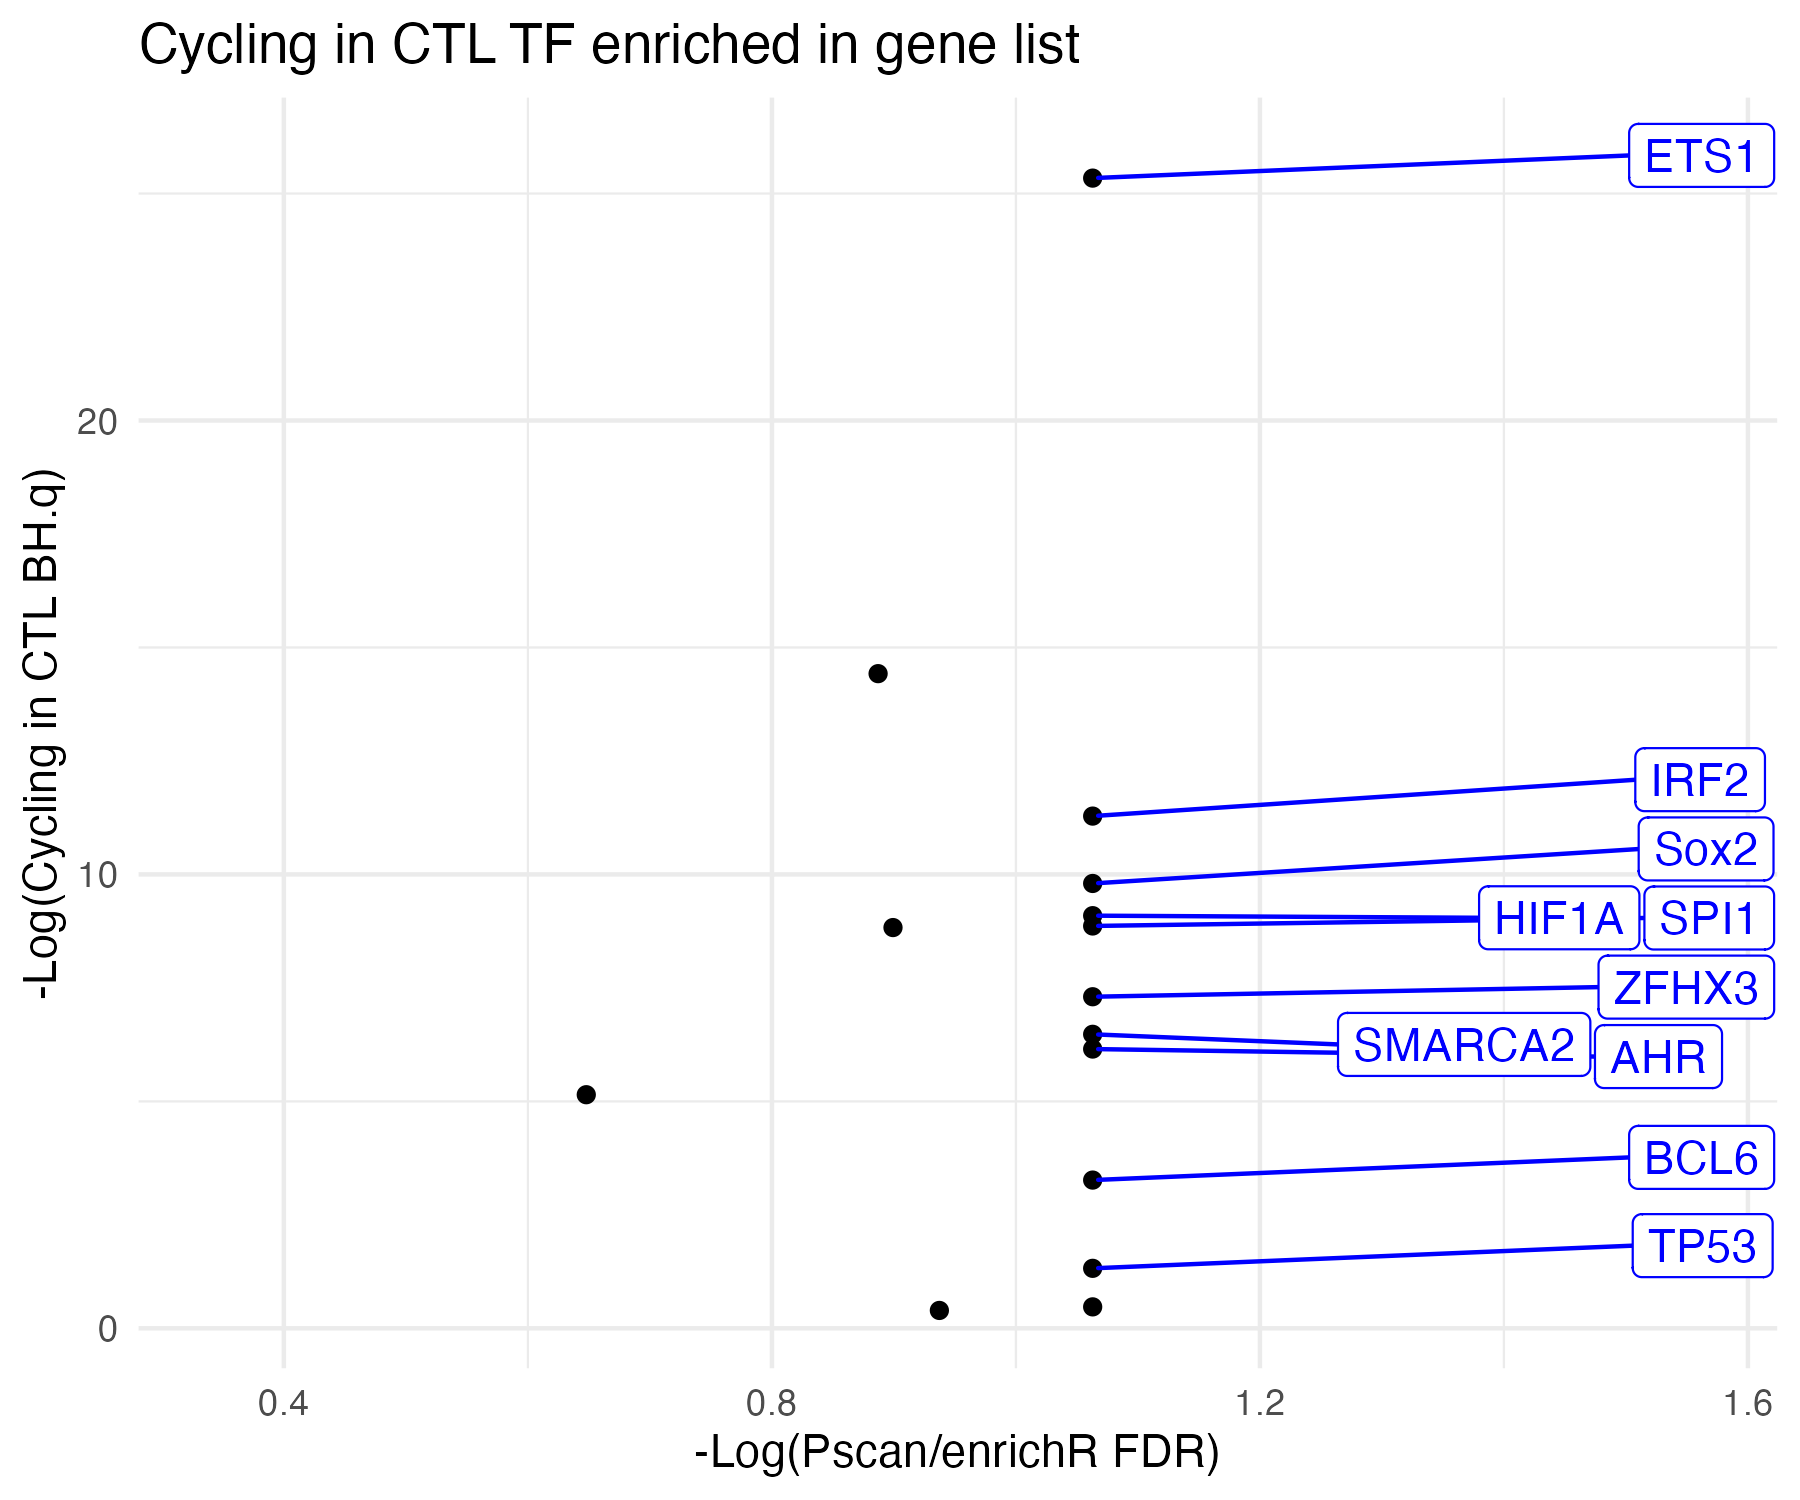 Cycling in CTL TF enriched in gene list
-Log(Cycling in CTL BH.q)
20
10
0
ETS1
IRF2
Sox2
HIF1A
SPI1
ZFHX3
SMARCA2
AHR
BCL6
TP53
0.4
0.8
1.2
1.6
-Log(Pscan/enrichR FDR)